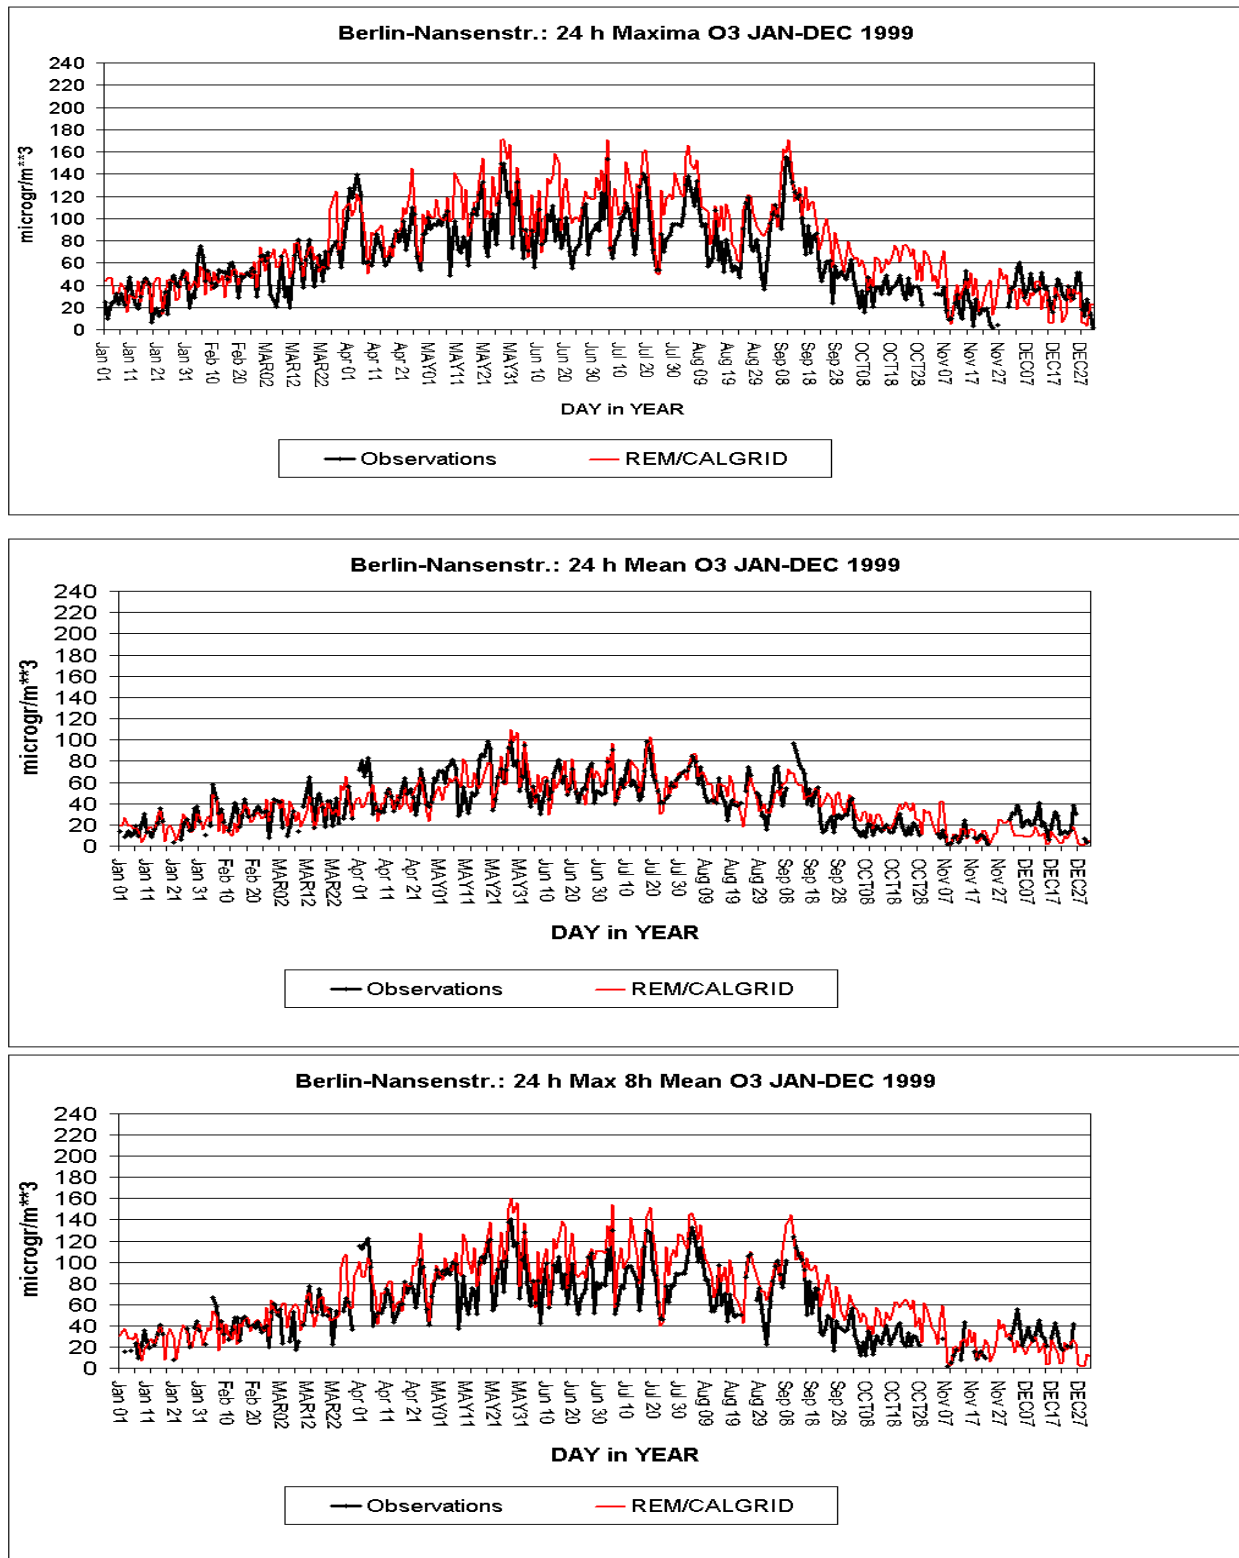 Berlin-Nansenstr.: 24 h Maxima O3 JAN-DEC 1999
microgr/m**3
240
220
200
180
160
140
120
100
80
60
40
20
0
Jan 01
Jan 11
Jan 21
Jan 31
Feb 10
Feb 20
MAR02
MAR12
MAR22
Apr 01
Apr 11
Apr 21
MAY01
MAY11
MAY21
MAY31
Jun 10
Jun 20
Jun 30
Jul 10
Jul 20
Jul 30
Aug 09
Aug 19
Aug 29
Sep 08
Sep 18
Sep 28
OCT08
OCT18
OCT28
Nov 07
Nov 17
Nov 27
DEC07
DEC17
DEC27
DAY in YEAR
Observations REM/CALGRID
Berlin-Nansenstr.: 24 h Mean O3 JAN-DEC 1999
microgr/m**3
240
220
200
180
160
140
120
100
80
60
40
20
0
Jan 01
Jan 11
Jan 21
Jan 31
Feb 10
Feb 20
MAR02
MAR12
MAR22
Apr 01
Apr 11
Apr 21
MAY01
MAY11
MAY21
MAY31
Jun 10
Jun 20
Jun 30
Jul 10
Jul 20
Jul 30
Aug 09
Aug 19
Aug 29
Sep 08
Sep 18
Sep 28
OCT08
OCT18
OCT28
Nov 07
Nov 17
Nov 27
DEC07
DEC17
DEC27
DAY in YEAR
Observations REM/CALGRID
Berlin-Nansenstr.: 24 h Max 8h Mean O3 JAN-DEC 1999
microgr/m**3
240
220
200
180
160
140
120
100
80
60
40
20
0
Jan 01
Jan 11
Jan 21
Jan 31
Feb 10
Feb 20
MAR02
MAR12
MAR22
Apr 01
Apr 11
Apr 21
MAY01
MAY11
MAY21
MAY31
Jun 10
Jun 20
Jun 30
Jul 10
Jul 20
Jul 30
Aug 09
Aug 19
Aug 29
Sep 08
Sep 18
Sep 28
OCT08
OCT18
OCT28
Nov 07
Nov 17
Nov 27
DEC07
DEC17
DEC27
DAY in YEAR
Observations REM/CALGRID